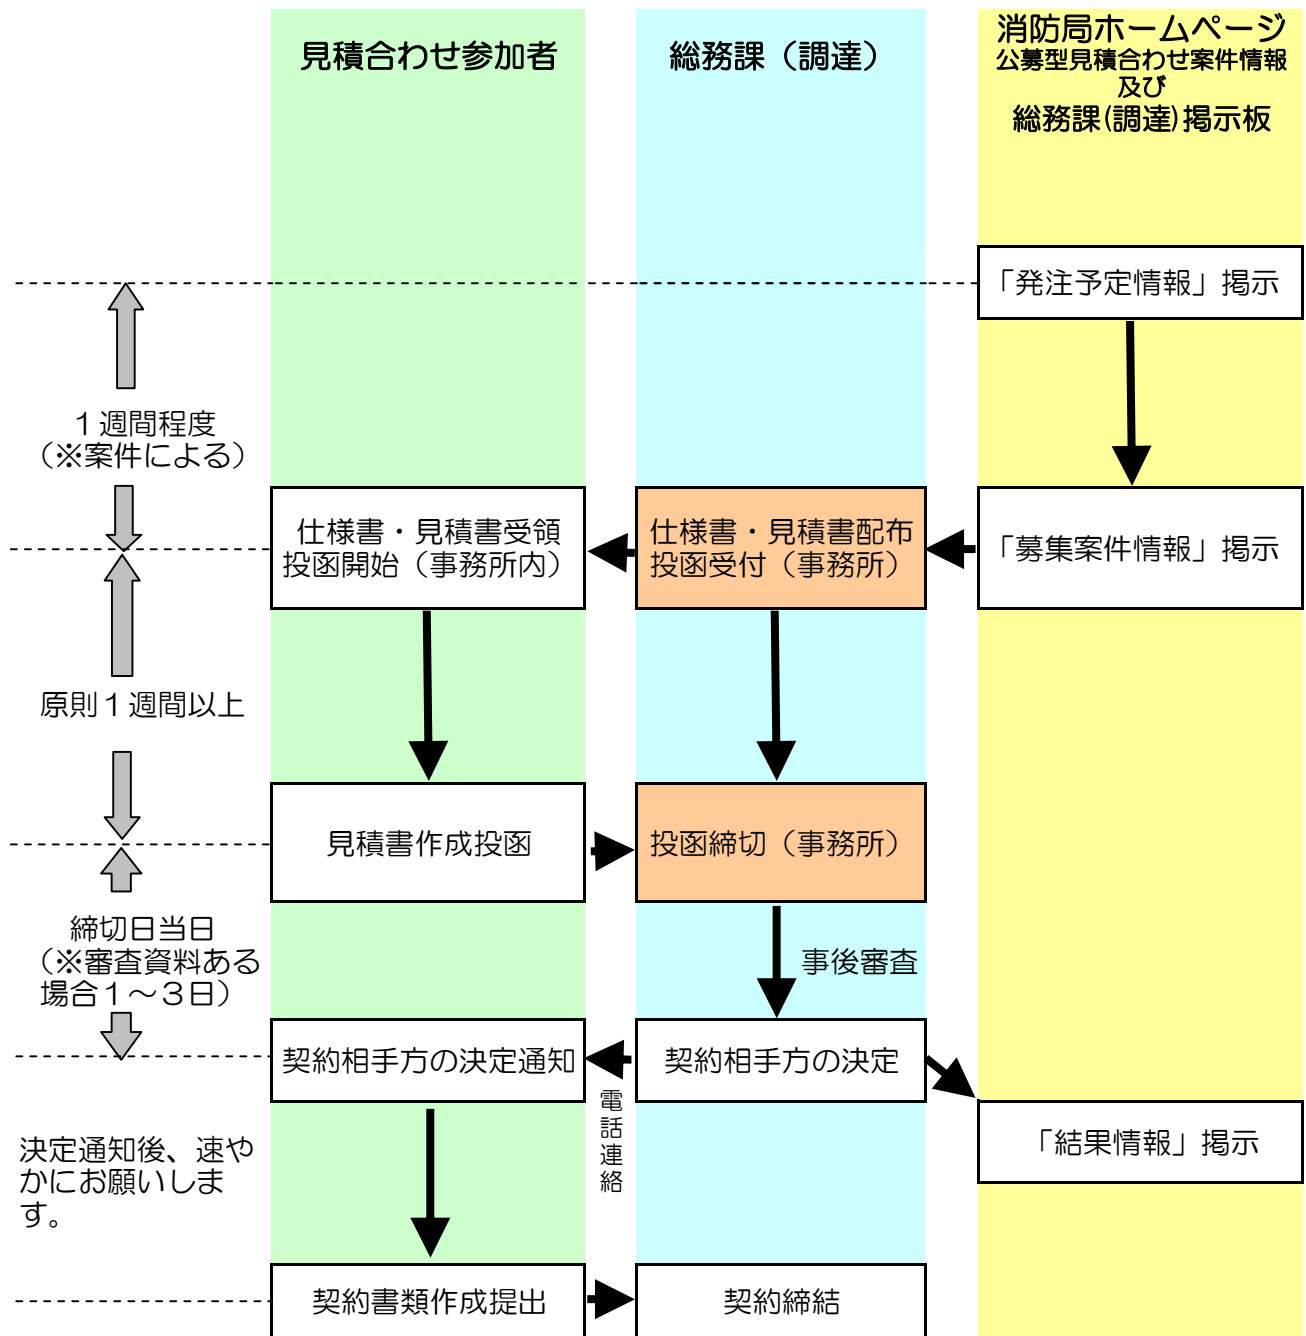 見積合わせ参加者
総務課（調達）
消防局ホームページ
公募型見積合わせ案件情報
及び
総務課(調達)掲示板
「発注予定情報」掲示
１週間程度
（※案件による）
仕様書・見積書受領
投函開始（事務所内）
仕様書・見積書配布
投函受付（事務所）
「募集案件情報」掲示
原則１週間以上
見積書作成投函
投函締切（事務所）
締切日当日
（※審査資料ある
場合１～３日）
事後審査
契約相手方の決定通知
契約相手方の決定
電話連絡
「結果情報」掲示
決定通知後、速や
かにお願いしま
す。
契約書類作成提出
契約締結